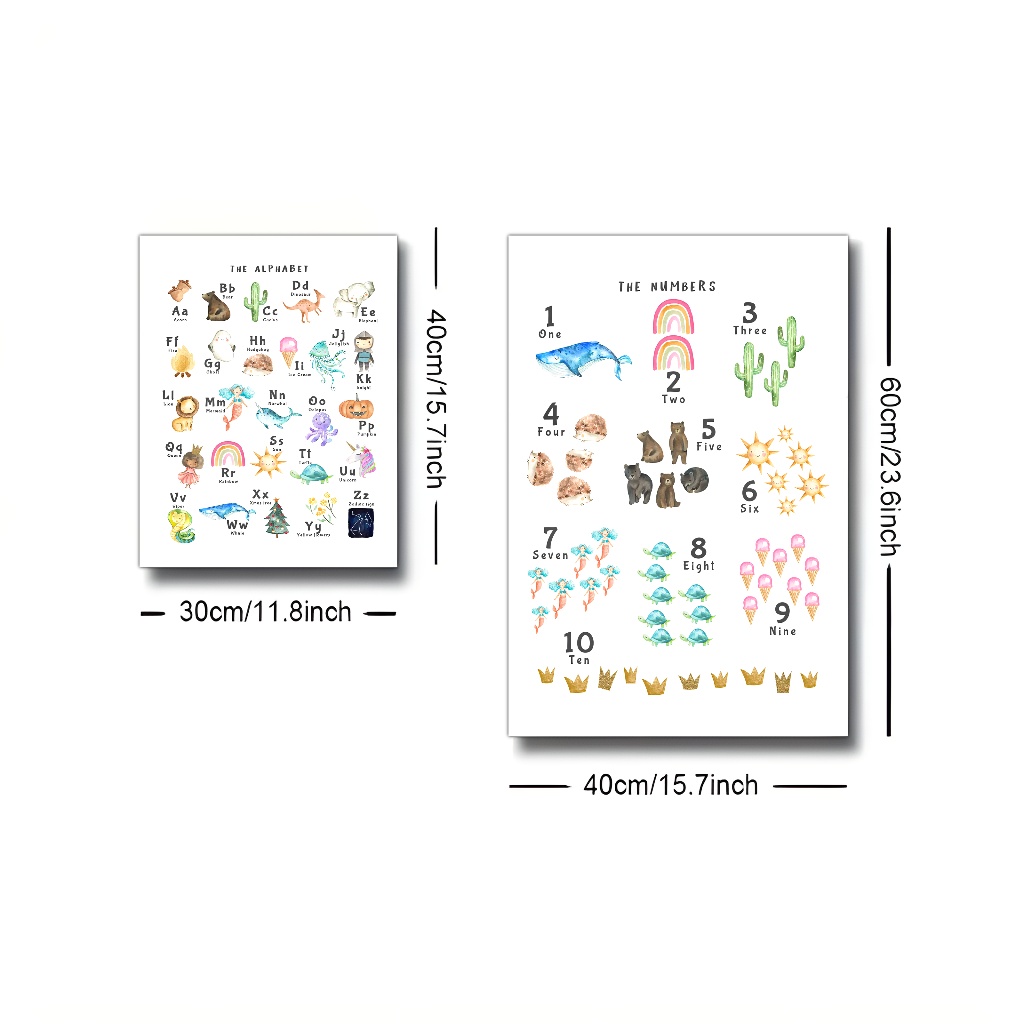 THE ALPHABET
Aa
Acorn
Bb
Bear
Cc
Cactus
Dd
Dinosaur
Ee
Elephant
Ff
Fire
Gg
Ghost
Hh
Hedgehog
Ii
Ice Cream
Jj
Jellyfish
Kk
Knight
Ll
Lion
Mm
Mermaid
Nn
Narwhal
Oo
Octopus
Pp
Pumpkin
Qq
Queen
Rr
Rainbow
Ss
Sun
Tt
Turtle
Uu
Unicorn
Vv
Viper
Ww
Whale
Xx
Xmas tree
Yy
Yellow flowers
Zz
40cm/15.7inch
30cm/11.8inch
THE NUMBERS
1
One
2
Two
3
Three
4
Four
5
Five
6
Six
7
Seven
8
Eight
9
Nine
10
Ten
60cm/23.6inch
40cm/15.7inch